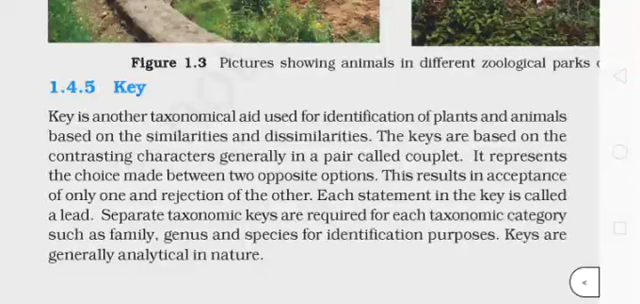 Figure 1.3 Pictures showing animals in different zoological parks
1.4.5 Key
Key is another taxonomical aid used for identification of plants and animals
based on the similarities and dissimilarities. The keys are based on the
contrasting characters generally in a pair called couplet. It represents
the choice made between two opposite options. This results in acceptance
of only one and rejection of the other. Each statement in the key is called
a lead. Separate taxonomic keys are required for each taxonomic category
such as family, genus and species for identification purposes. Keys are
generally analytical in nature.